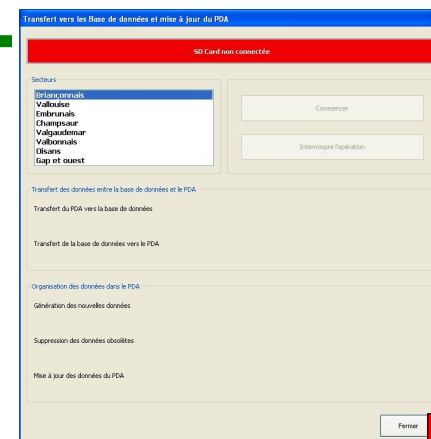 Transfert vers les Base de données et mise à jour du PDA
SD Card non connectée
Secteurs
Briançonnais
Vallouise
Embrunais
Champsaur
Valgaudemar
Valbonnais
Oisans
Gap et ouest
Commencer
Interrompre l'opération
Transfert des données entre la base de données et le PDA
Transfert du PDA vers la base de données
Transfert de la base de données vers le PDA
Organisation des données dans le PDA
Génération des nouvelles données
Suppression des données obsolètes
Mise à jour des données du PDA
Fermer